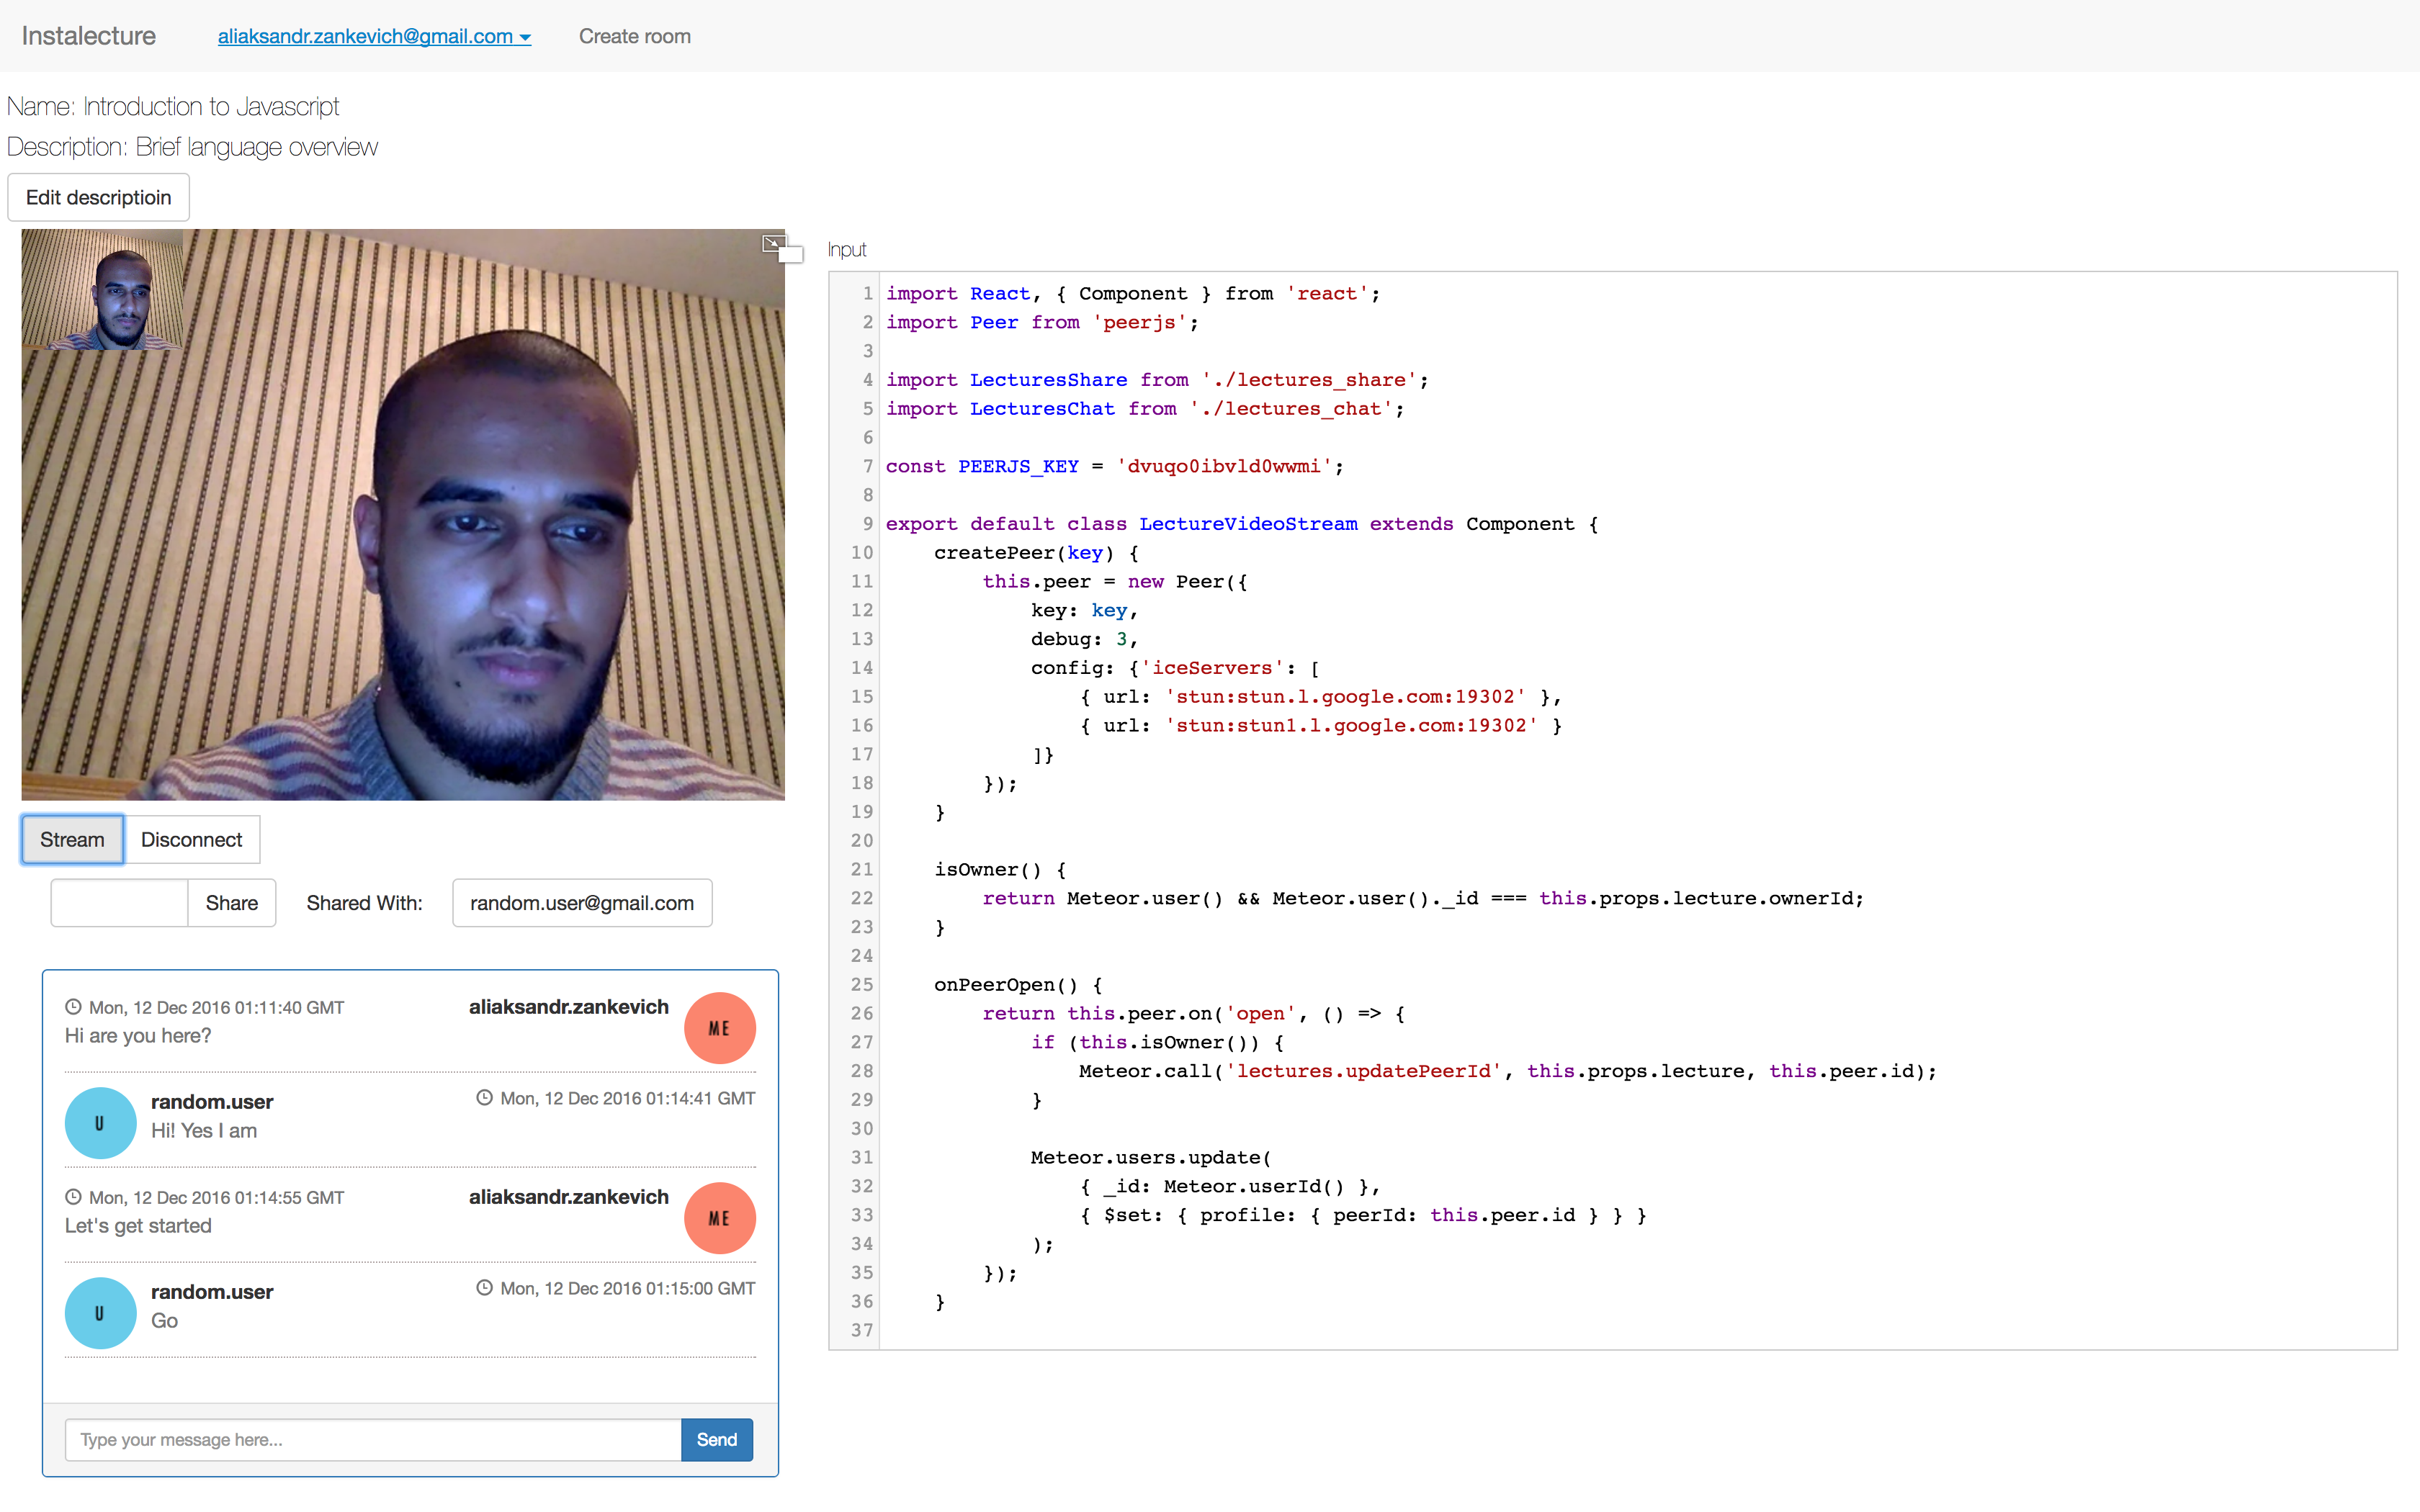 Instalecture aliaksandr.zankevich@gmail.com Create room
Name: Introduction to Javascript
Description: Brief language overview
Edit descriptioin
Stream Disconnect
Share Shared With: random.user@gmail.com
Mon, 12 Dec 2016 01:11:40 GMT aliaksandr.zankevich ME
Hi are you here?
U random.user Mon, 12 Dec 2016 01:14:41 GMT
Hi! Yes I am
Mon, 12 Dec 2016 01:14:55 GMT aliaksandr.zankevich ME
Let's get started
U random.user Mon, 12 Dec 2016 01:15:00 GMT
Go
Type your message here... Send
Input
1 import React, { Component } from 'react';
2 import Peer from 'peerjs';
3
4 import LecturesShare from './lectures_share';
5 import LecturesChat from './lectures_chat';
6
7 const PEERJS_KEY = 'dvuqo0ibvld0wwmi';
8
9 export default class LectureVideoStream extends Component {
10     createPeer(key) {
11         this.peer = new Peer({
12             key: key,
13             debug: 3,
14             config: {'iceServers': [
15                 { url: 'stun:stun.l.google.com:19302' },
16                 { url: 'stun:stun1.l.google.com:19302' }
17             ]}
18         });
19     }
20
21     isOwner() {
22         return Meteor.user() && Meteor.user()._id === this.props.lecture.ownerId;
23     }
24
25     onPeerOpen() {
26         return this.peer.on('open', () => {
27             if (this.isOwner()) {
28                 Meteor.call('lectures.updatePeerId', this.props.lecture, this.peer.id);
29             }
30
31             Meteor.users.update(
32                 { _id: Meteor.userId() },
33                 { $set: { profile: { peerId: this.peer.id } } }
34             );
35         });
36     }
37